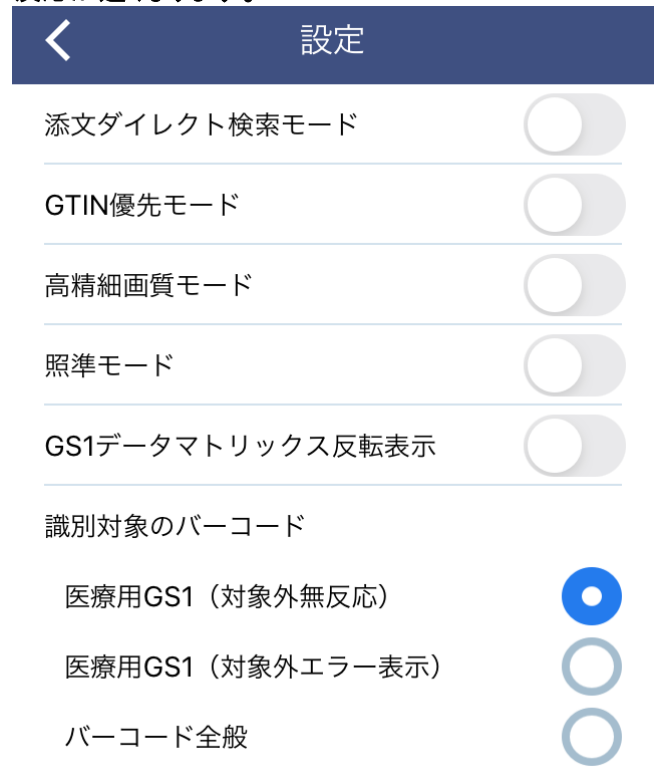 設定
添文ダイレクト検索モード
GTIN優先モード
高精細画質モード
照準モード
GS1データマトリックス反転表示
識別対象のバーコード
医療用GS1（対象外無反応）
医療用GS1（対象外エラー表示）
バーコード全般